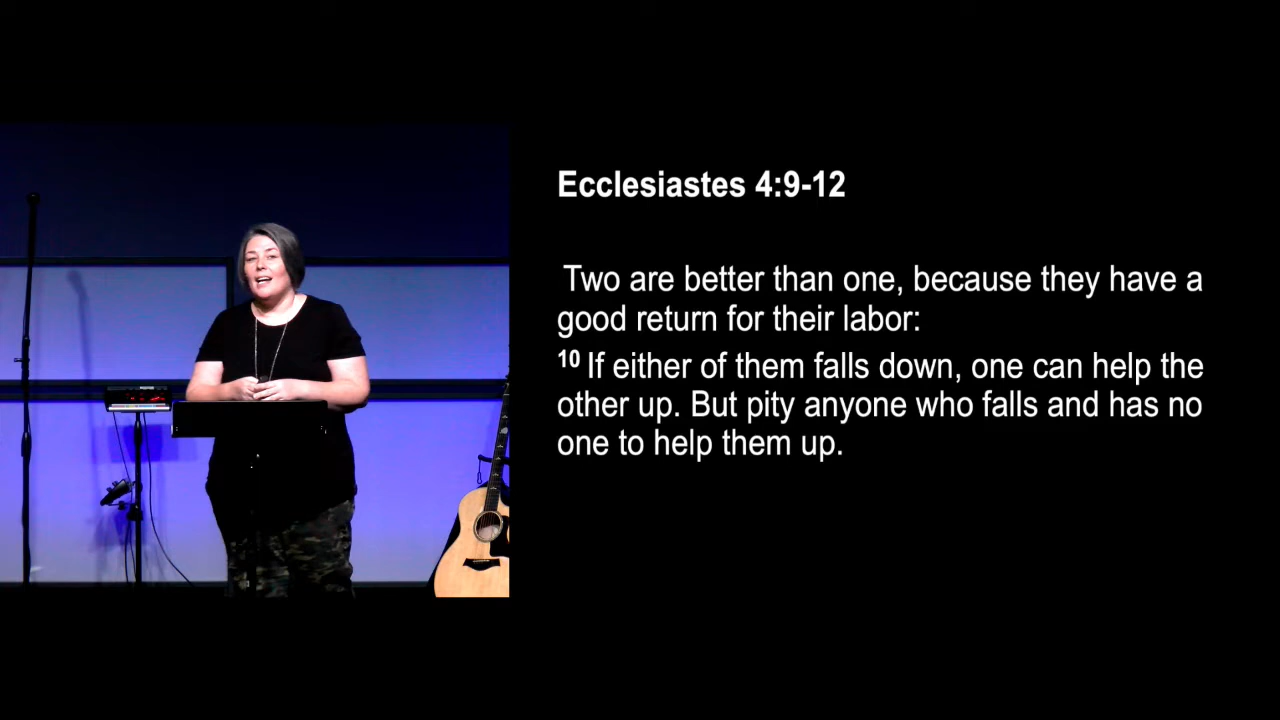 Ecclesiastes 4:9-12
Two are better than one, because they have a
good return for their labor:
10 If either of them falls down, one can help the
other up. But pity anyone who falls and has no
one to help them up.